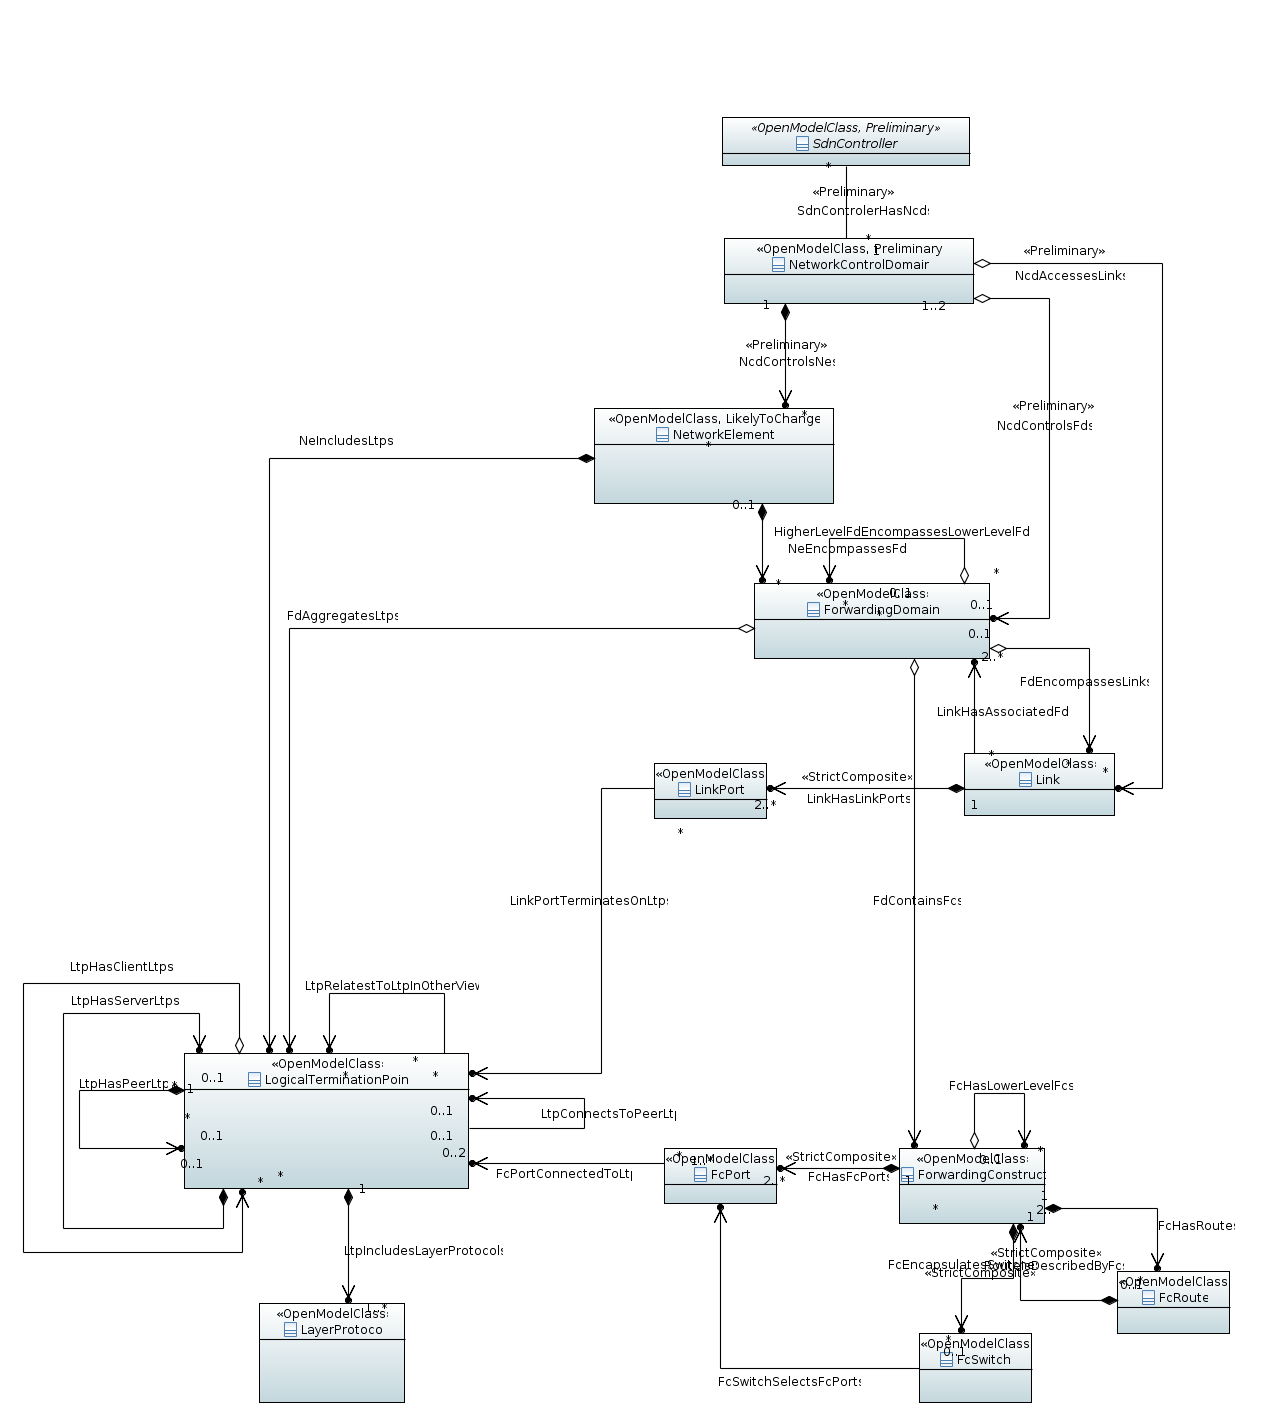 «OpenModelClass, Preliminary»
SdnController
*
«Preliminary»
SdnControlerHasNcds
*
1
«OpenModelClass, Preliminary
NetworkControlDomain
«Preliminary»
NcdAccessesLinks
1
1..2
«Preliminary»
NcdControlsNes
«Preliminary»
NcdControlsFds
*
«OpenModelClass, LikelyToChange
NetworkElement
*
NeIncludesLtps
0..1
HigherLevelFdEncompassesLowerLevelFd
NeEncompassesFd
*
*
0..1
«OpenModelClass:
ForwardingDomain
*
*
0..1
0..1
2..*
FdAggregatesLtps
FdEncompassesLinks
LinkHasAssociatedFd
*
*
*
«OpenModelClass:
Link
1
«StrictComposite»
LinkHasLinkPorts
«OpenModelClass
LinkPort
2..*
*
LinkPortTerminatesOnLtps
FdContainsFcs
LtpHasClientLtps
LtpHasServerLtps
LtpRelatestToLtpInOtherView
*
«OpenModelClass:
LogicalTerminationPoin
0..1
*
*
LtpHasPeerLtp
*
1
*
0..1
0..1
0..1
0..1
0..2
*
*
LtpConnectsToPeerLtp
FcPortConnectedToLtp
1
LtpIncludesLayerProtocols
1..*
«OpenModelClass:
LayerProtoco
«OpenModelClass
FcPort
*
1..*
2..*
«StrictComposite»
FcHasFcPorts
FcHasLowerLevelFcs
*
«OpenModelClass:
0..1
ForwardingConstruct
1
*
1
2..
1
FcHasRoutes
«StrictComposite»
FcEncapsulatesSwitches
RouteIsDescribedByFcs
«StrictComposite»
«OpenModelClass
FcRoute
0..1
*
*
«OpenModelClass
0..1
FcSwitch
FcSwitchSelectsFcPorts